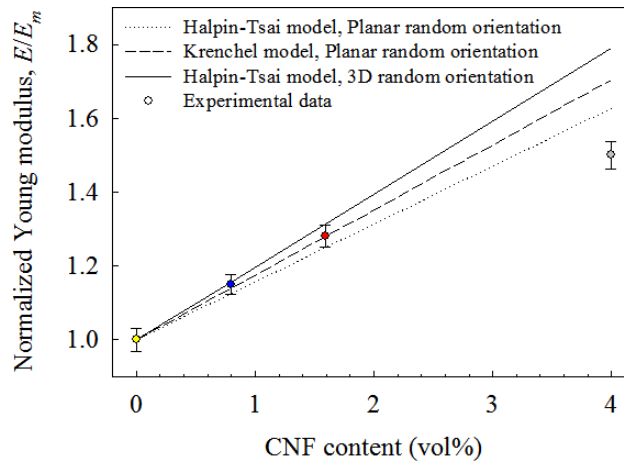 Halpin-Tsai model, Planar random orientation
Krenchel model, Planar random orientation
Halpin-Tsai model, 3D random orientation
Experimental data
Normalized Young modulus, E/Em
1.8
1.6
1.4
1.2
1.0
0 1 2 3 4
CNF content (vol%)